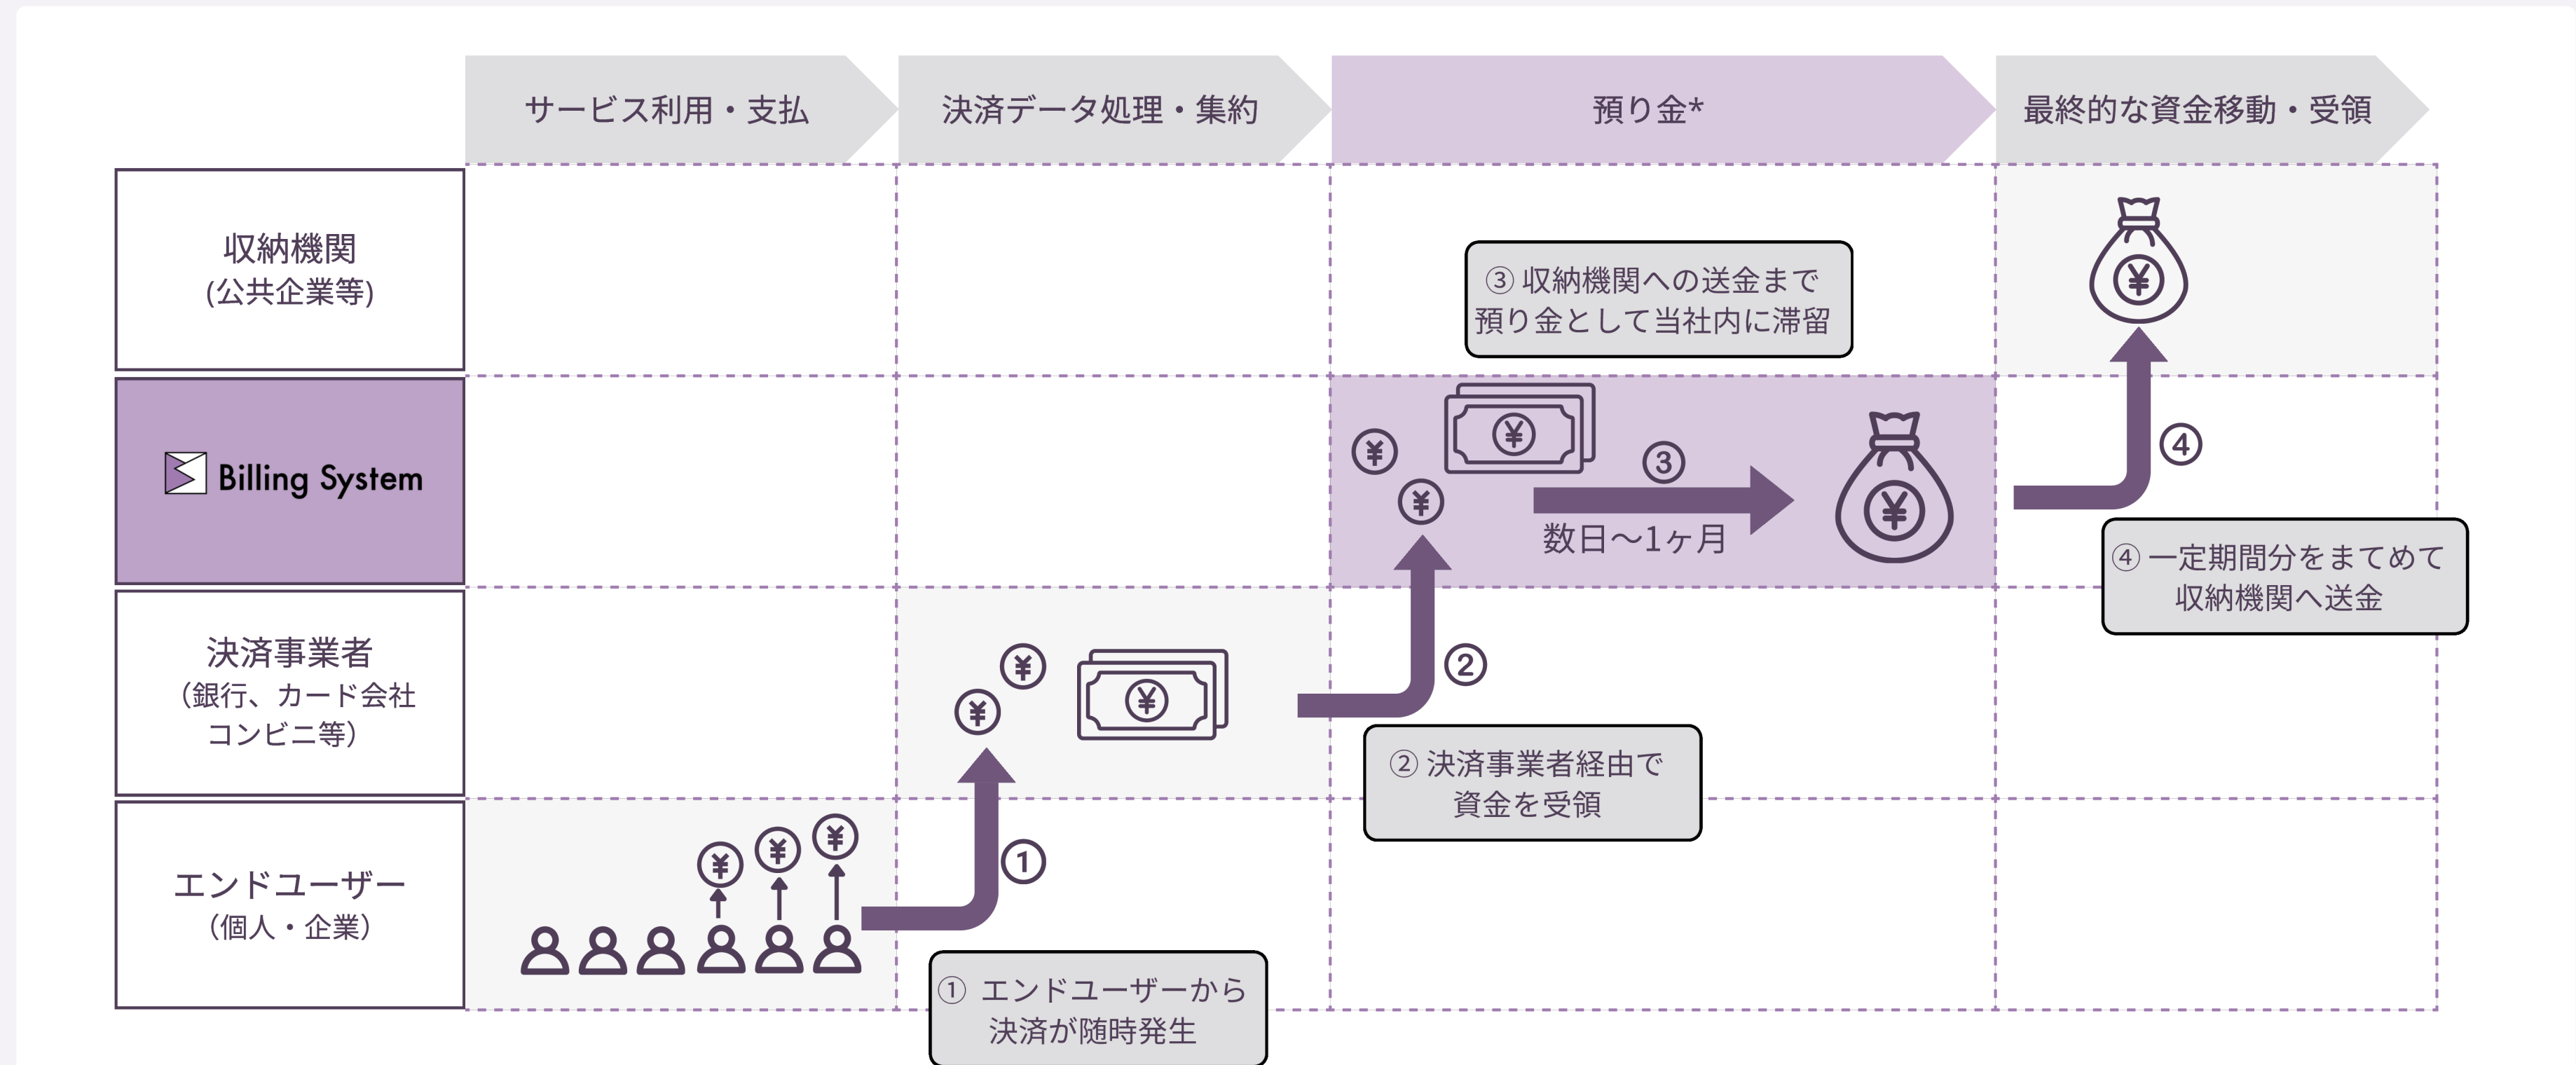 サービス利用・支払
決済データ処理・集約
預り金*
最終的な資金移動・受領
収納機関
(公共企業等)
③ 収納機関への送金まで
預り金として当社内に滞留
¥
Billing System
¥
¥
¥
③
数日〜1ヶ月
¥
④
④ 一定期間分をまてめて
収納機関へ送金
決済事業者
（銀行、カード会社
コンビニ等）
¥
¥
¥
②
② 決済事業者経由で
資金を受領
エンドユーザー
（個人・企業）
¥
¥
¥
①
① エンドユーザーから
決済が随時発生